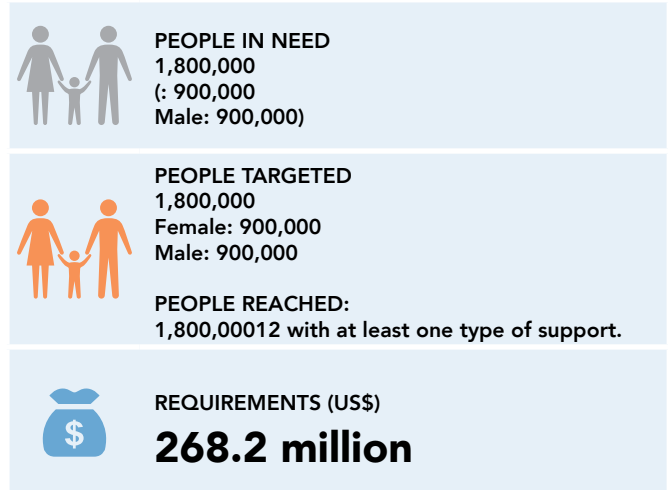 PEOPLE IN NEED
1,800,000
(: 900,000
Male: 900,000)
PEOPLE TARGETED
1,800,000
Female: 900,000
Male: 900,000
PEOPLE REACHED:
1,800,00012 with at least one type of support.
$
REQUIREMENTS (US$)
268.2 million